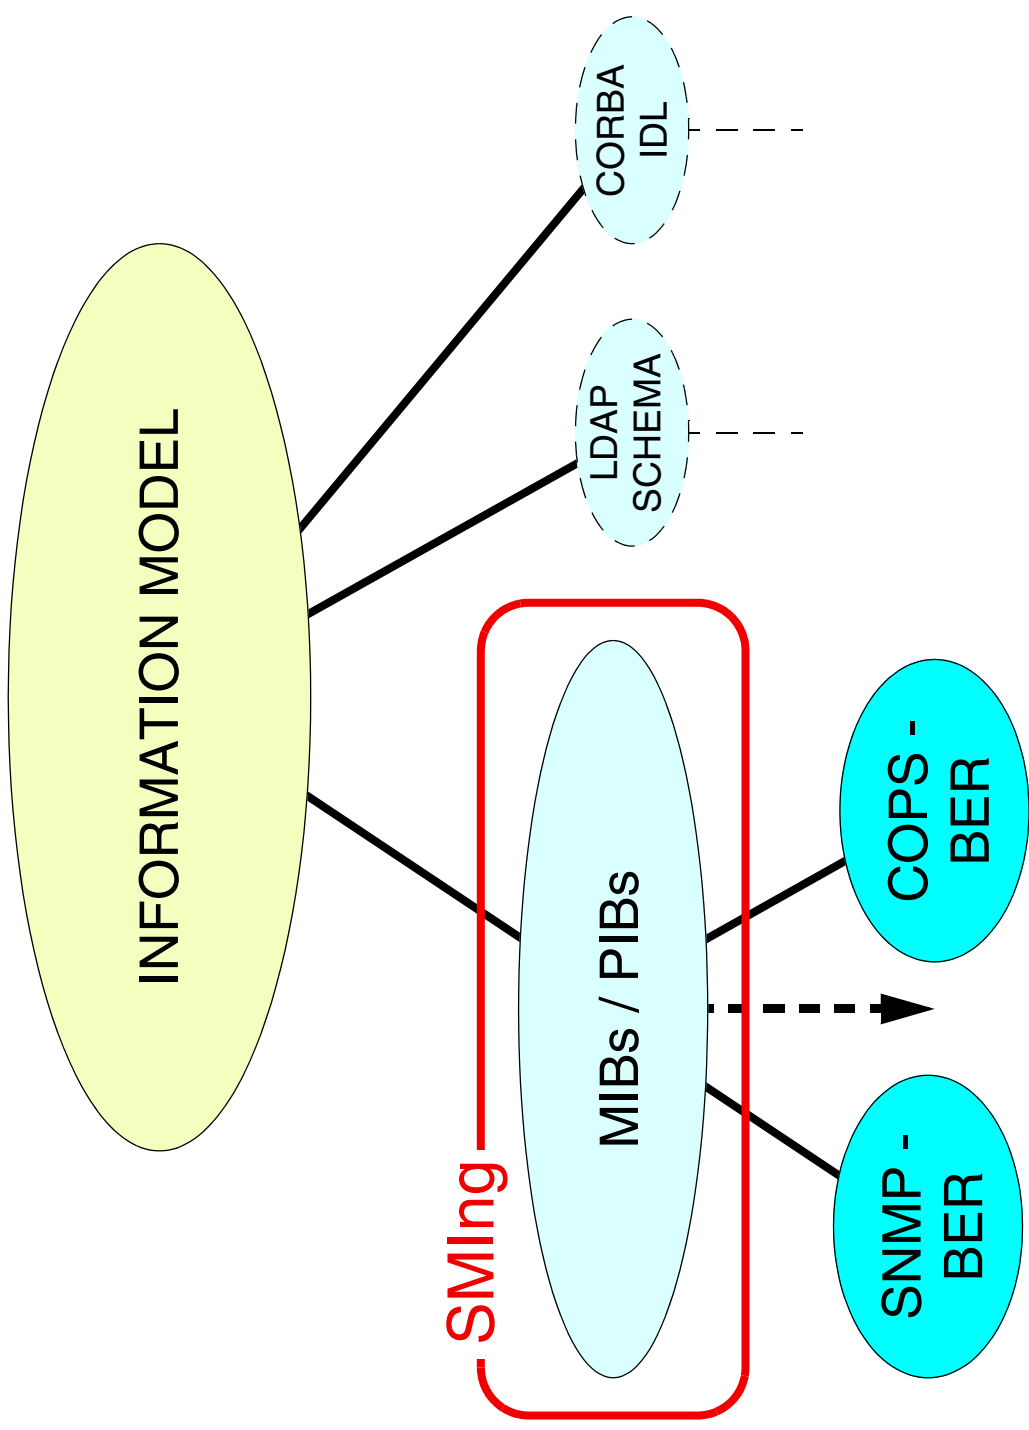 INFORMATION MODEL
SMIng
MIBs / PIBs
LDAP
SCHEMA
CORBA
IDL
SNMP -
BER
COPS -
BER